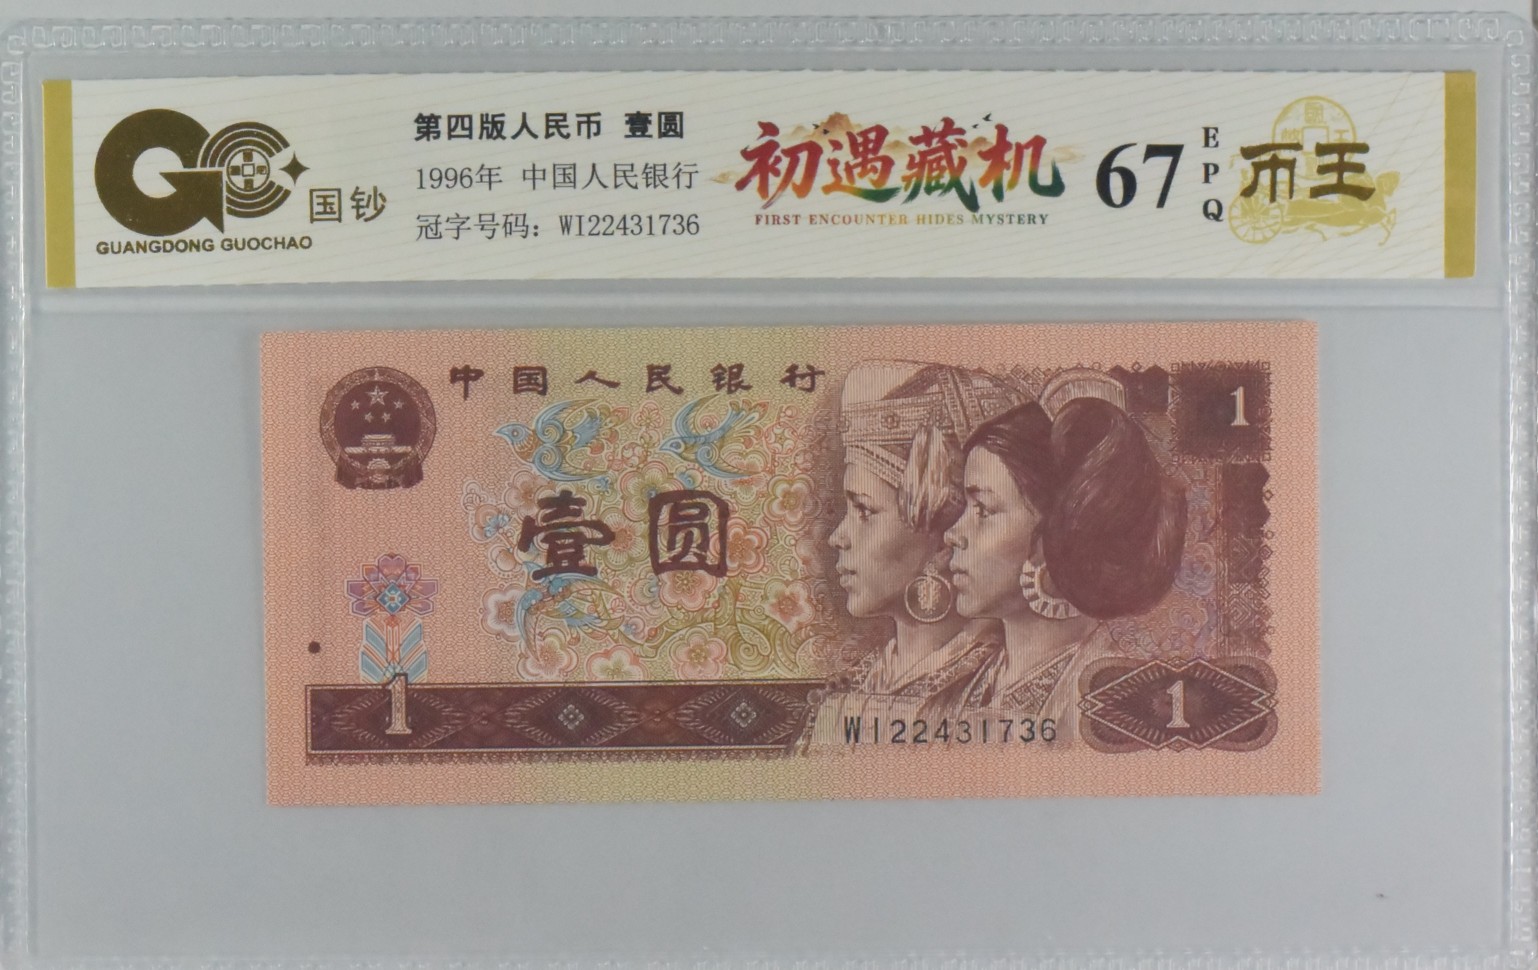 国钞
GUANGDONG GUOCHAO
第四版人民币 壹圆
1996年 中国人民银行
冠字号码：WI22431736
初遇藏机
FIRST ENCOUNTER HIDES MYSTERY
67
EPQ
币王
中国人民银行
1
壹圆
1
WI22431736
1